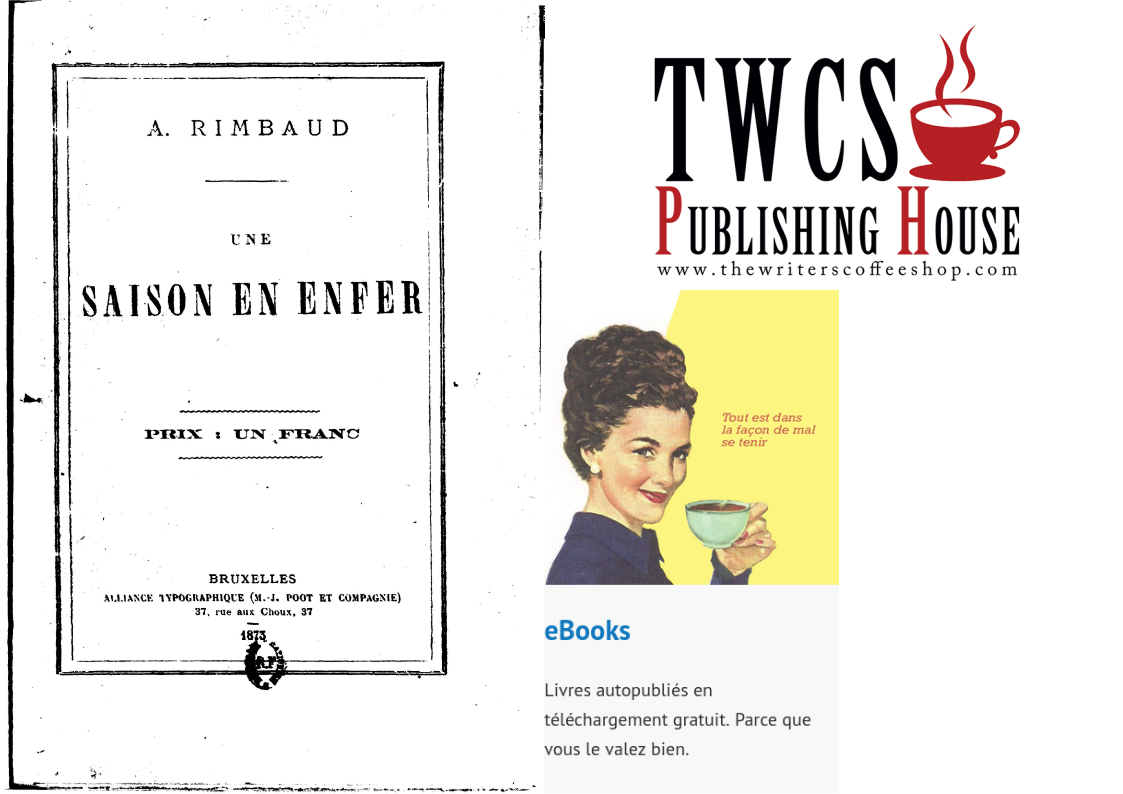 A. RIMBAUD
UNE
SAISON EN ENFER
PRIX : UN FRANC
BRUXELLES
ALLIANCE TYPOGRAPHIQUE (M.-J. POOT ET COMPAGNIE)
37, rue aux Choux, 37
1873
R.F.
TWCS
PUBLISHING HOUSE
www.thewriterscoffeeshop.com
Tout est dans
la façon de mal
se tenir
eBooks
Livres autopubliés en
téléchargement gratuit. Parce que
vous le valez bien.